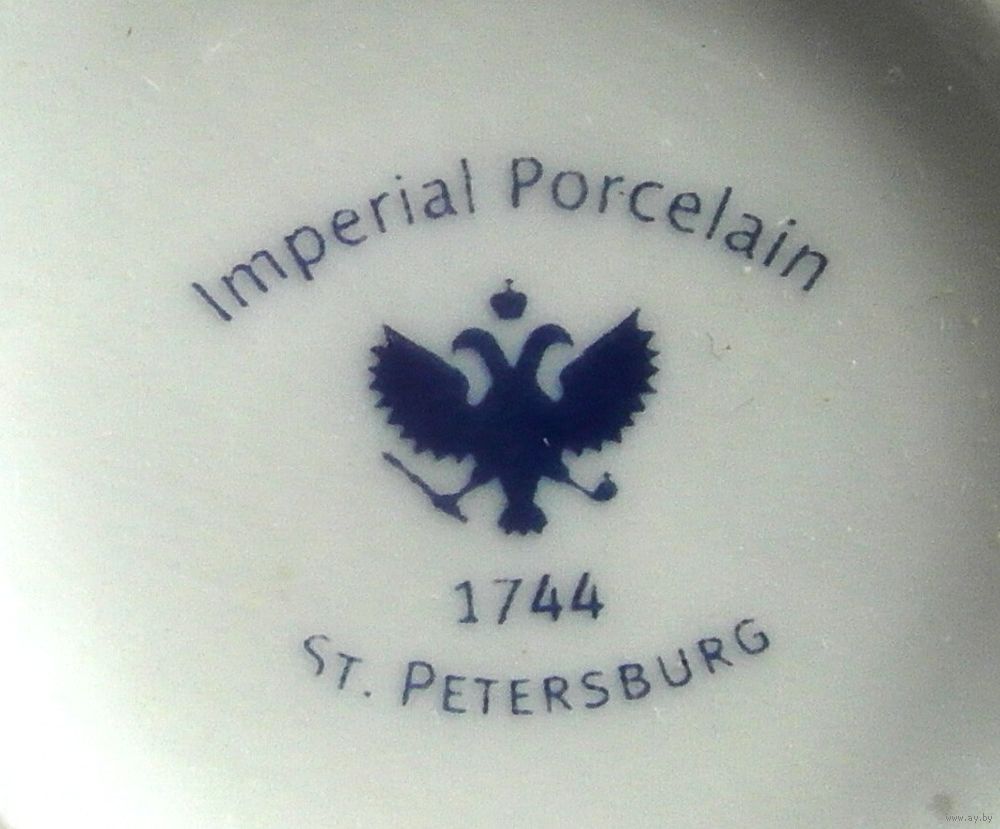 Imperial Porcelain
1744
ST. PETERSBURG
www.ay.by